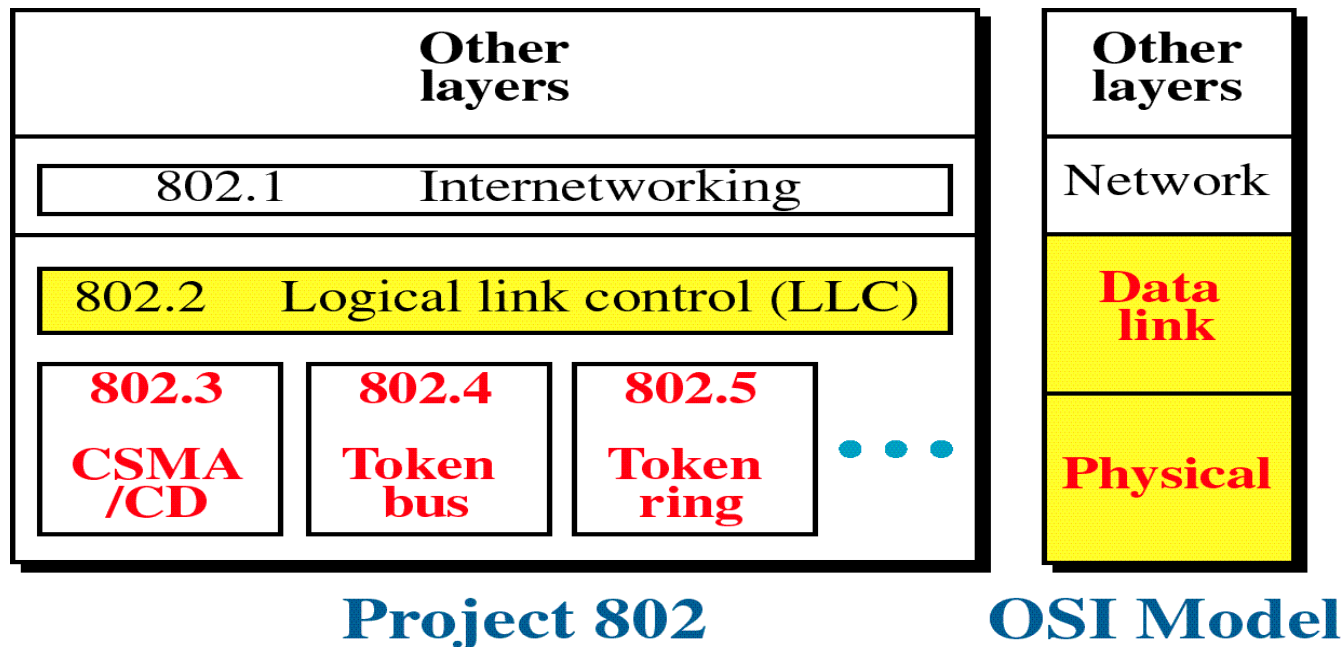 Other
layers
802.1 Internetworking
802.2 Logical link control (LLC)
802.3
CSMA
/CD
802.4
Token
bus
802.5
Token
ring
Project 802
Other
layers
Network
Data
link
Physical
OSI Model